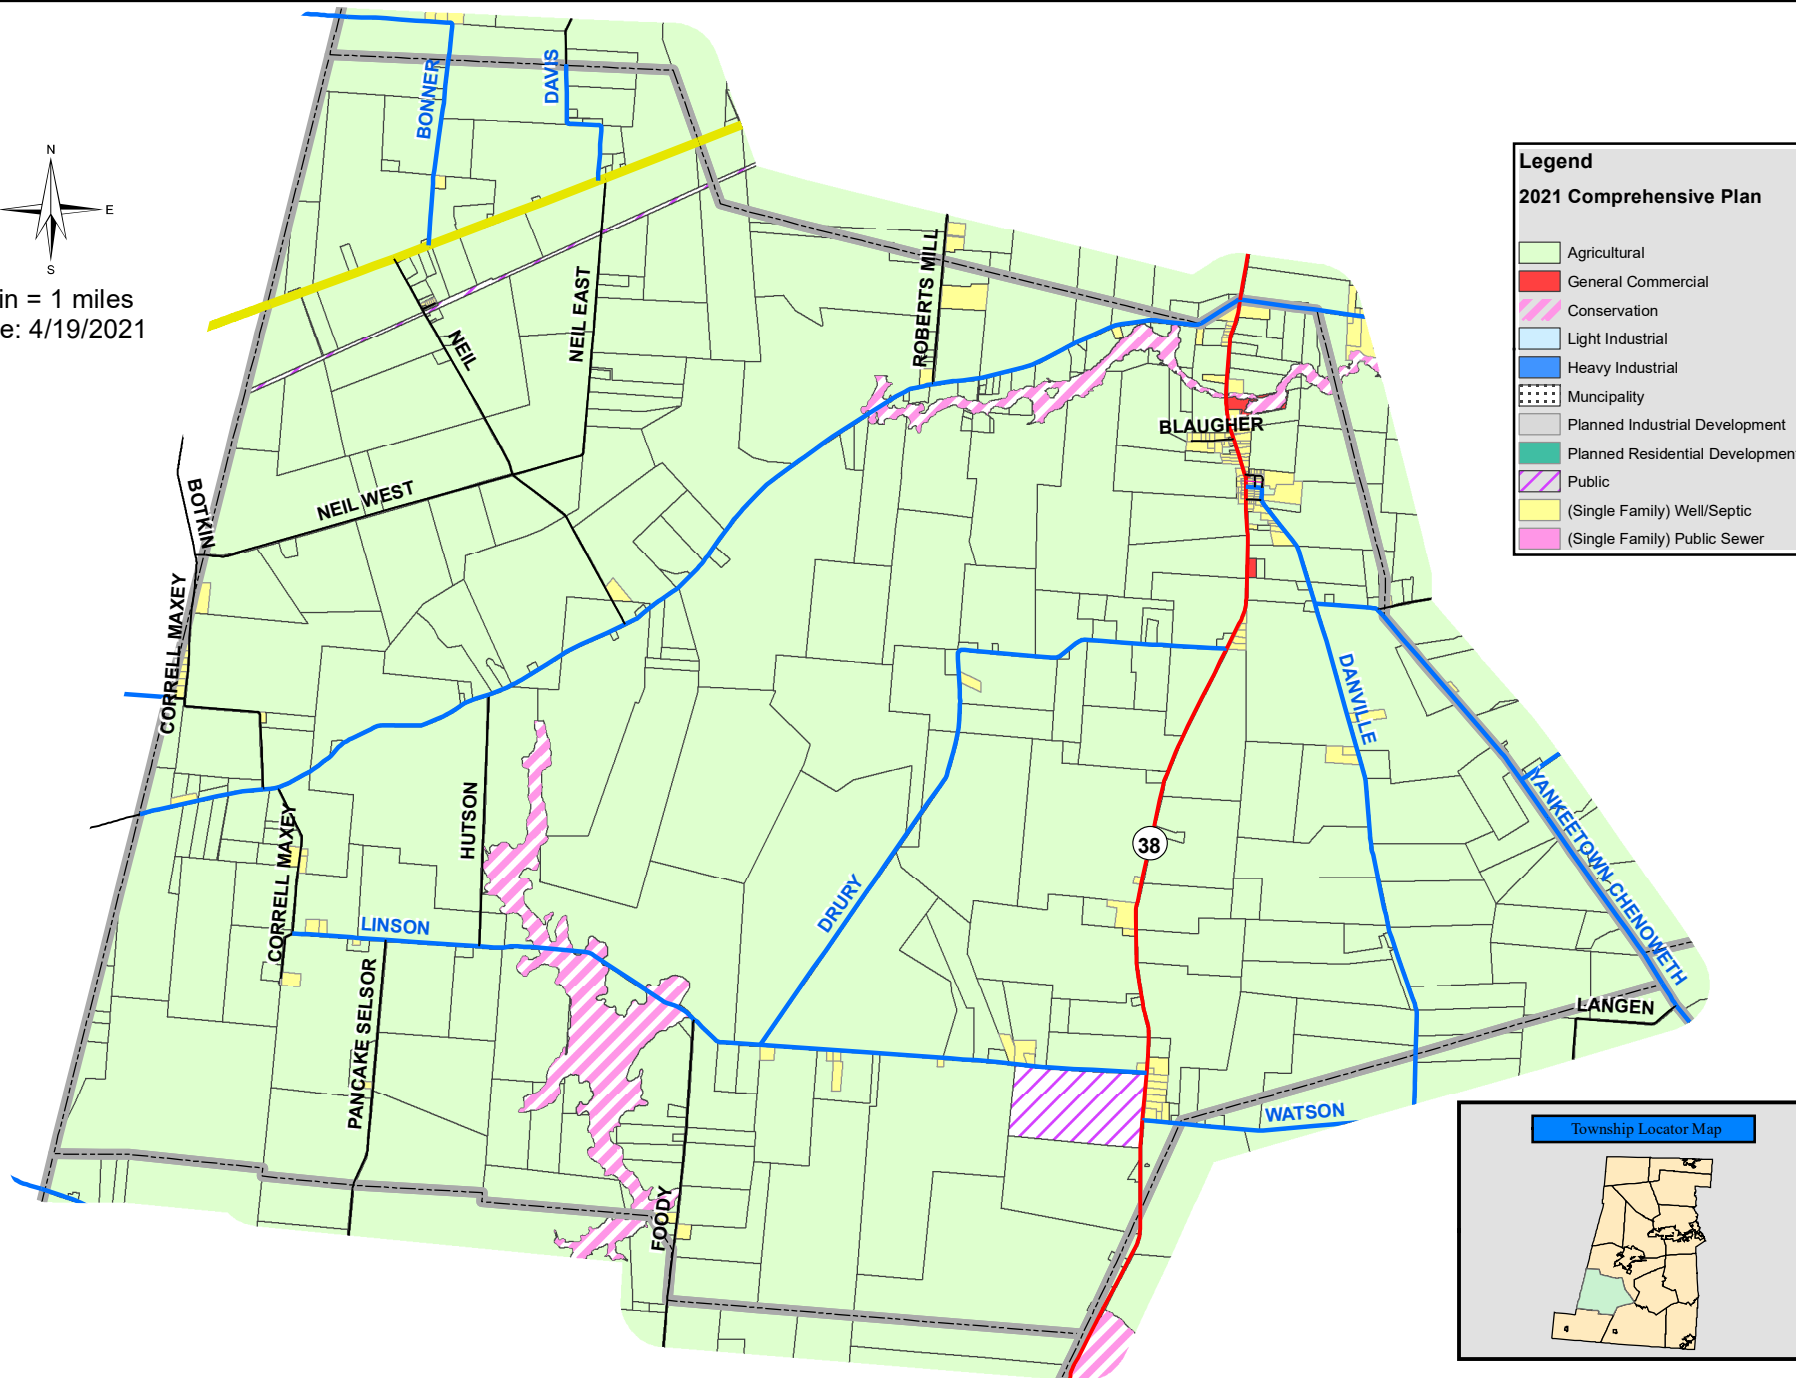 N
E
S
in = 1 miles
e: 4/19/2021
BONNER
DAVIS
NEIL
NEIL EAST
ROBERTS MILL
BLAUGHER
NEIL WEST
BOTKIN
CORRELL MAXEY
HUTSON
CORRELL MAXEY
LINSON
PANCAKE SELSOR
FOODY
DRURY
38
DANVILLE
YANKEETOWN CHENOWETH
LANGEN
WATSON
Legend
2021 Comprehensive Plan
Agricultural
General Commercial
Conservation
Light Industrial
Heavy Industrial
Muncipality
Planned Industrial Development
Planned Residential Development
Public
(Single Family) Well/Septic
(Single Family) Public Sewer
Township Locator Map